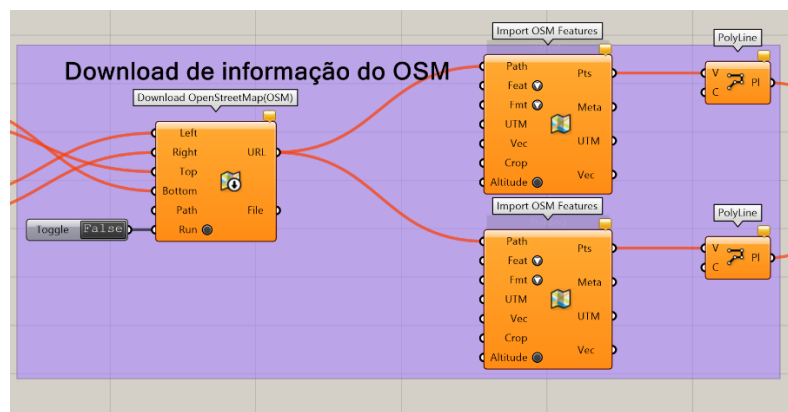 Import OSM Features
PolyLine
Download de informação do OSM
Download OpenStreetMap(OSM)
Path
Feat
Fmt
UTM
Vec
Crop
Altitude
Pts
Meta
UTM
Vec
V
C
Pl
Left
Right
Top
Bottom
Path
Run
URL
File
Toggle
False
Import OSM Features
PolyLine
Path
Feat
Fmt
UTM
Vec
Crop
Altitude
Pts
Meta
UTM
Vec
V
C
Pl